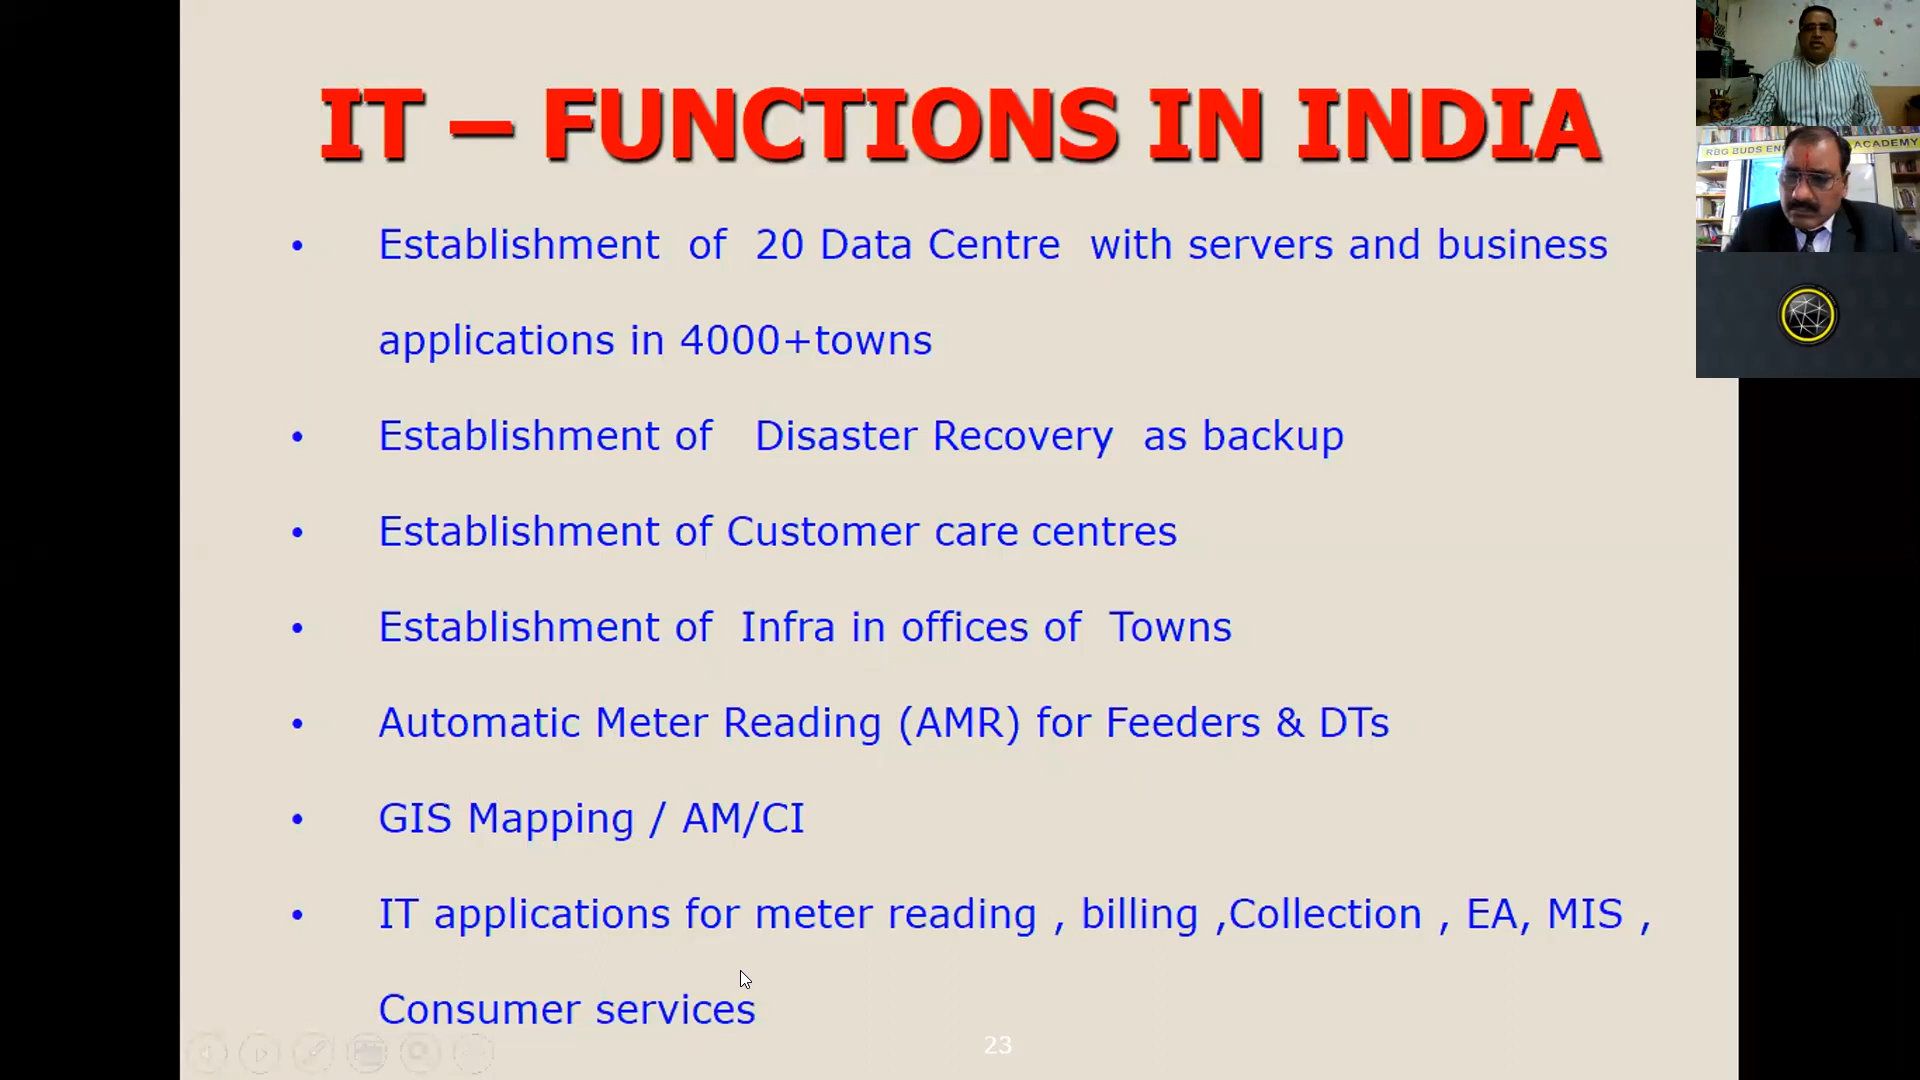 IT – FUNCTIONS IN INDIA
• Establishment of 20 Data Centre with servers and business
applications in 4000+towns
• Establishment of Disaster Recovery as backup
• Establishment of Customer care centres
• Establishment of Infra in offices of Towns
• Automatic Meter Reading (AMR) for Feeders & DTs
• GIS Mapping / AM/CI
• IT applications for meter reading , billing ,Collection , EA, MIS ,
Consumer services
23
RBG BUDS ACADEMY